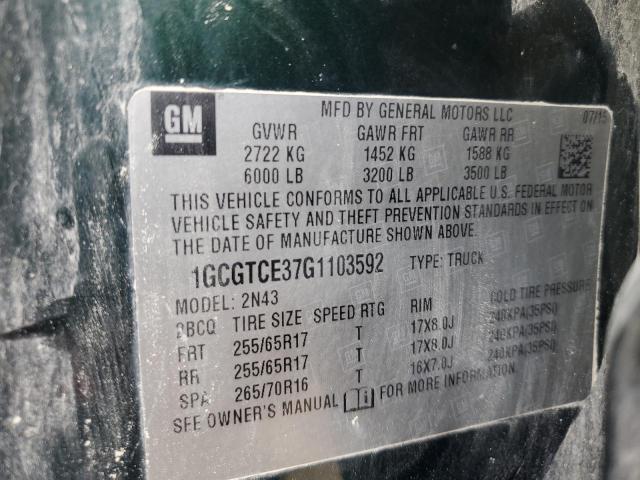 GM
MFD BY GENERAL MOTORS LLC 07/15
GVWR GAWR FRT GAWR RR
2722 KG 1452 KG 1588 KG
6000 LB 3200 LB 3500 LB
THIS VEHICLE CONFORMS TO ALL APPLICABLE U.S. FEDERAL MOTOR
VEHICLE SAFETY AND THEFT PREVENTION STANDARDS IN EFFECT ON
THE DATE OF MANUFACTURE SHOWN ABOVE.
1GCGTCE37G1103592 TYPE: TRUCK
MODEL: 2N43
2BCQ TIRE SIZE SPEED RTG RIM COLD TIRE PRESSURE
FRT 255/65R17 T 17X8.0J 240KPA(35PSI)
RR 255/65R17 T 17X8.0J 240KPA(35PSI)
SPA 265/70R16 T 16X7.0J 240KPA(35PSI)
SEE OWNER'S MANUAL FOR MORE INFORMATION.